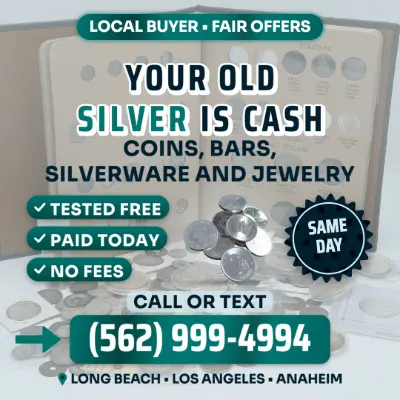 LOCAL BUYER • FAIR OFFERS
YOUR OLD
SILVER IS CASH
COINS, BARS,
SILVERWARE AND JEWELRY
✓ TESTED FREE
✓ PAID TODAY
✓ NO FEES
SAME
DAY
CALL OR TEXT
(562) 999-4994
LONG BEACH • LOS ANGELES • ANAHEIM